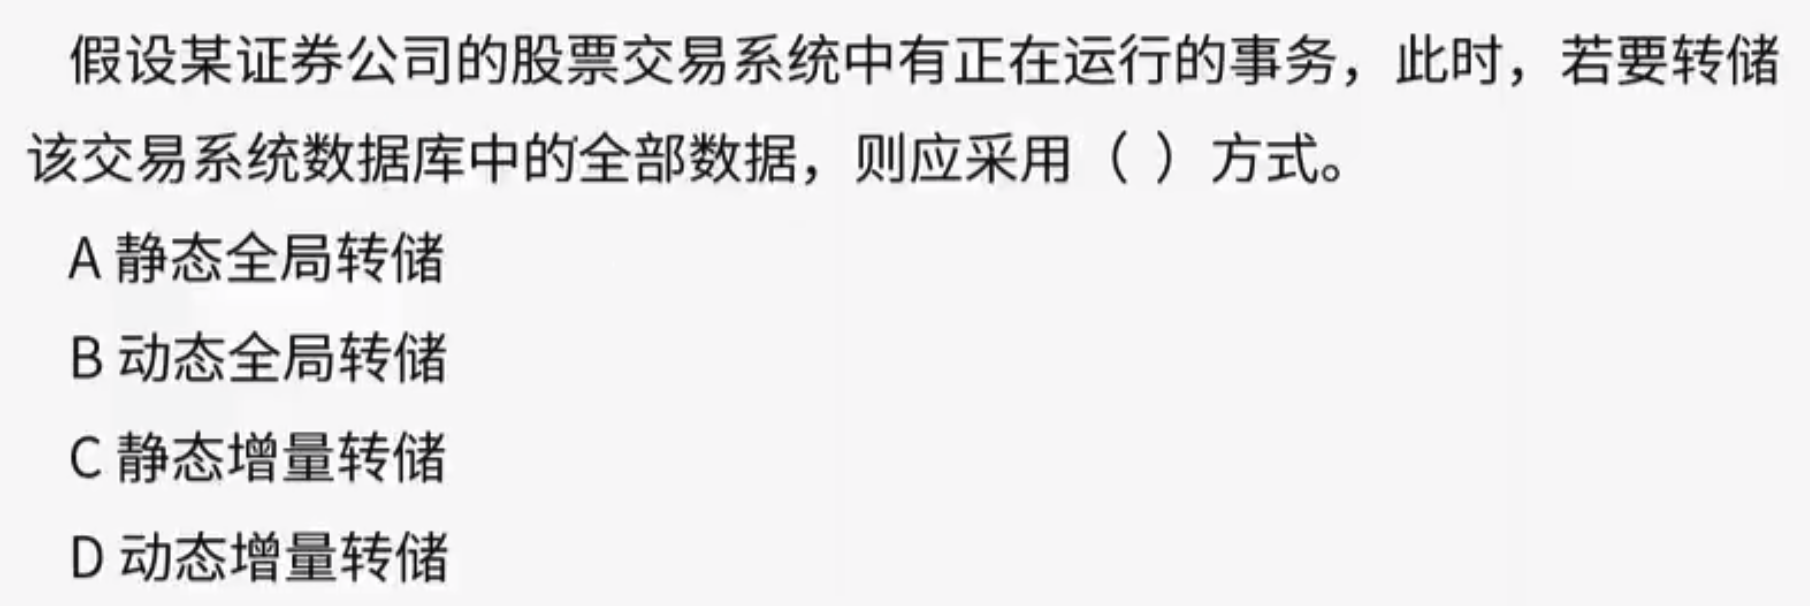 假设某证券公司的股票交易系统中有正在运行的事务，此时，若要转储
该交易系统数据库中的全部数据，则应采用（ ）方式。
A 静态全局转储
B 动态全局转储
C 静态增量转储
D 动态增量转储